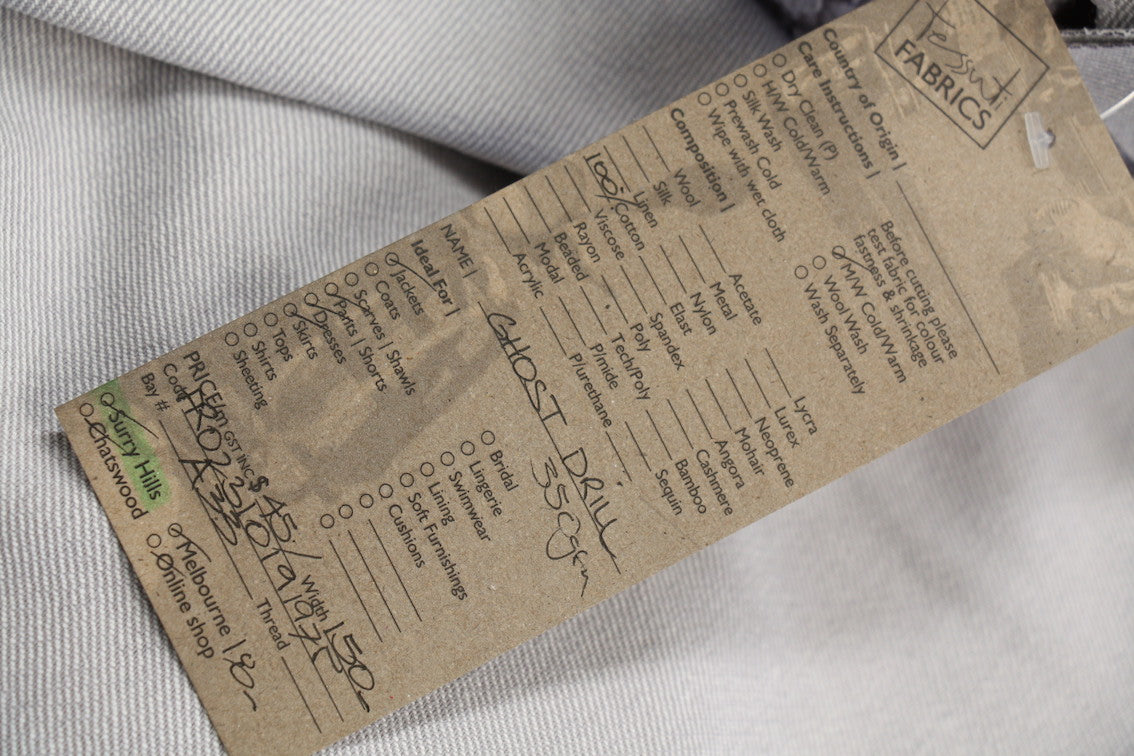 tessuti
FABRICS
Country of Origin |
Care Instructions |
Dry Clean (P)
H/W Cold/Warm
Silk Wash
Prewash Cold
Wipe with wet cloth
Before cutting please
test fabric for colour
fastness & shrinkage
M/W Cold/Warm
Wool Wash
Wash Separately
Composition |
Wool
Silk
Linen
100% Cotton
Viscose
Rayon
Beaded
Modal
Acrylic
Acetate
Metal
Nylon
Elast
Spandex
Poly
Tech/Poly
P/mide
P/urethane
Lycra
Lurex
Neoprene
Mohair
Angora
Cashmere
Bamboo
Sequin
NAME | GHOST DRILL
350gsm
Ideal For |
Jackets
Coats
Scarves | Shawls
Pants | Shorts
Dresses
Skirts
Tops
Shirts
Sheeting
Bridal
Lingerie
Swimwear
Lining
Soft Furnishings
Cushions
PRICE/m GST INC $ 45/ Width 150-
Code
Bay # A33 Thread
Surry Hills
Chatswood
Melbourne 180-
Online shop